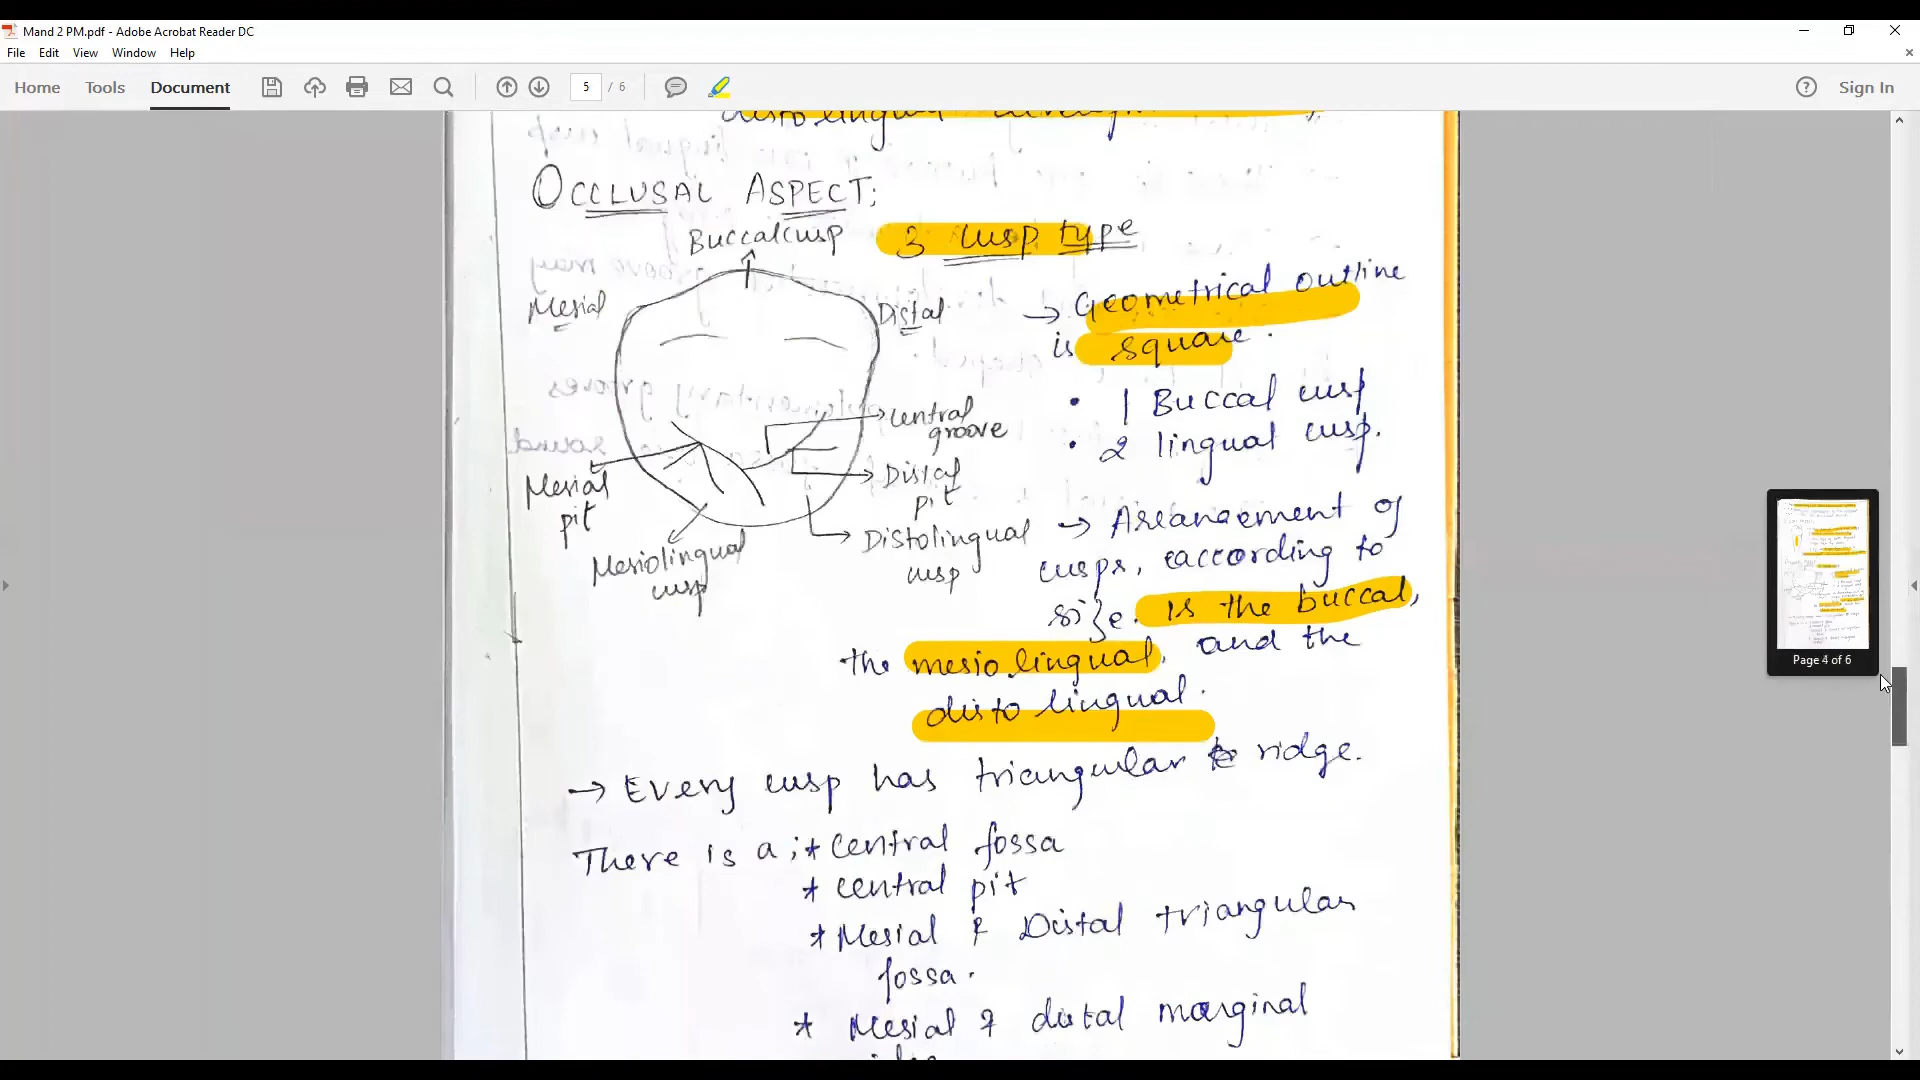 Mand 2 PM.pdf - Adobe Acrobat Reader DC
File Edit View Window Help
Home Tools Document 5 / 6 Sign In
OCCLUSAL ASPECT;
Buccal cusp 3 cusp type
Mesial
Distal
→ Geometrical outline
is square.
• 1 Buccal cusp
• 2 lingual cusp.
central
groove
Mesial
pit
Distal
pit
Mesiolingual
cusp
Distolingual
cusp
→ Arrangement of
cusps, according to
size. is the buccal,
the mesio lingual, and the
disto lingual.
→ Every cusp has triangular ridge.
There is a ;* Central fossa
* central pit
* Mesial & Distal triangular
fossa.
* Mesial & distal marginal
Page 4 of 6